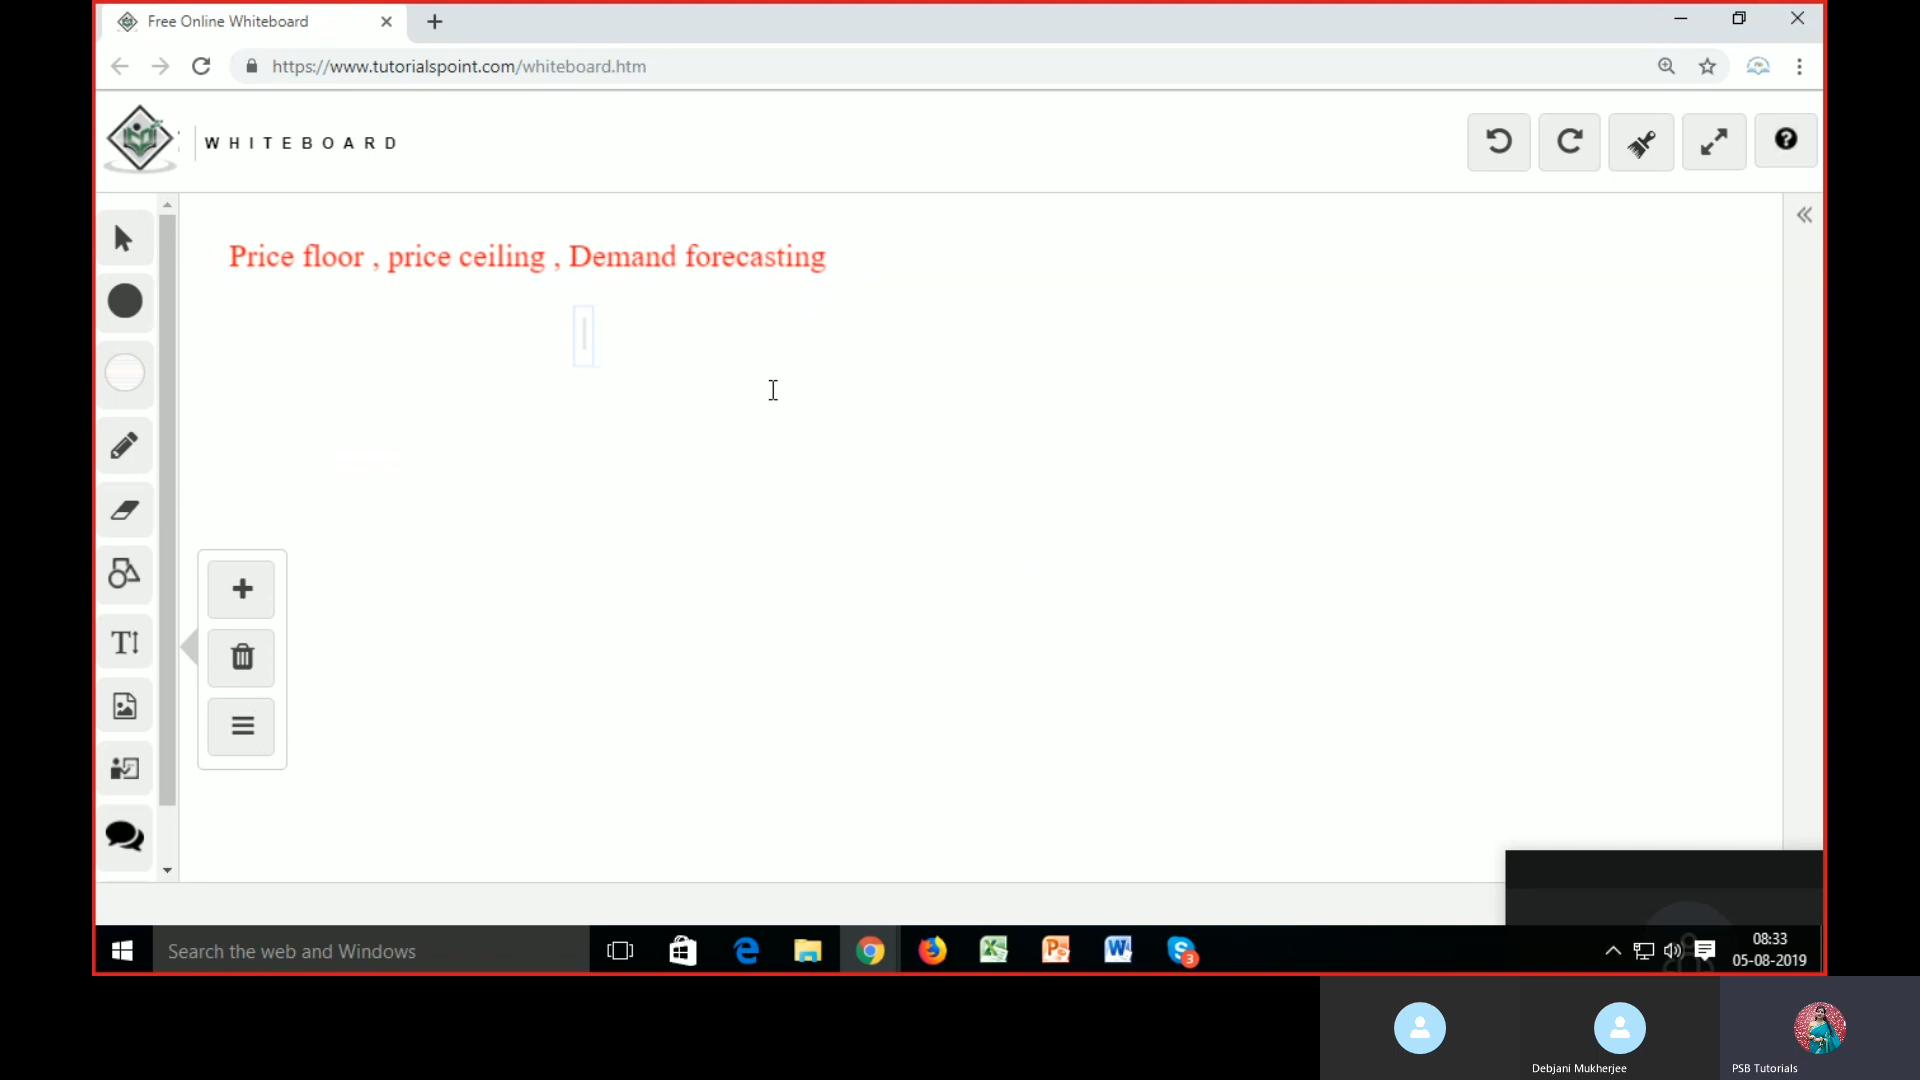 Free Online Whiteboard
https://www.tutorialspoint.com/whiteboard.htm
WHITEBOARD
Price floor , price ceiling , Demand forecasting
Search the web and Windows
3
08:33
05-08-2019
Debjani Mukherjee
PSB Tutorials